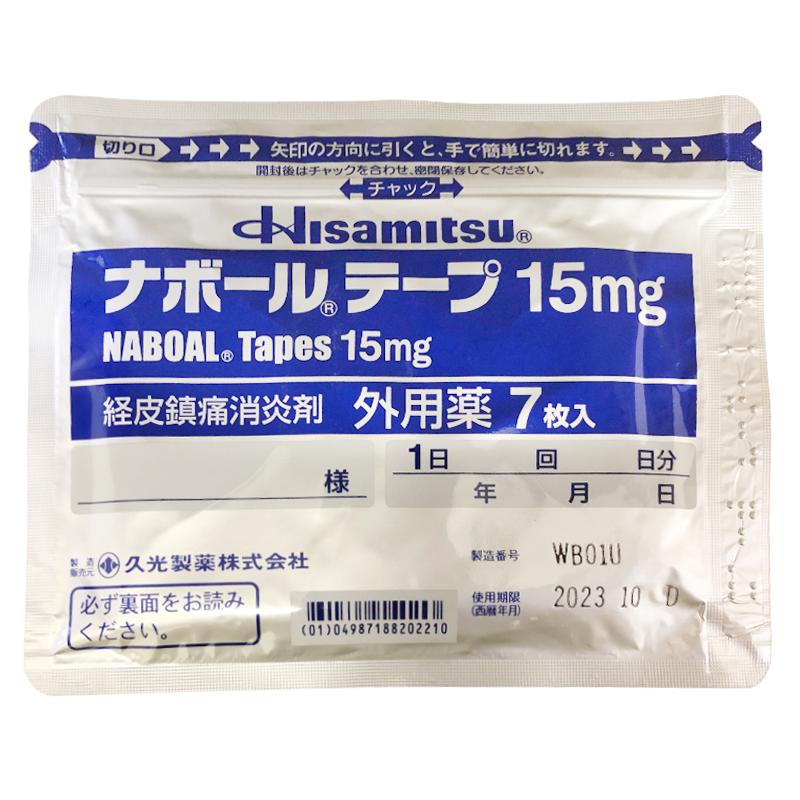 切り口 矢印の方向に引くと、手で簡単に切れます。
開封後はチャックを合わせ、密閉保存してください。
チャック
Hisamitsu®
ナボール®テープ 15mg
NABOAL® Tapes 15mg
経皮鎮痛消炎剤 外用薬 7枚入
様
1日 回 日分
年 月 日
製造販売元 久光製薬株式会社
必ず裏面をお読みください。
(01)04987188202210
製造番号 WB01U
使用期限(西暦年月) 2023 10 D